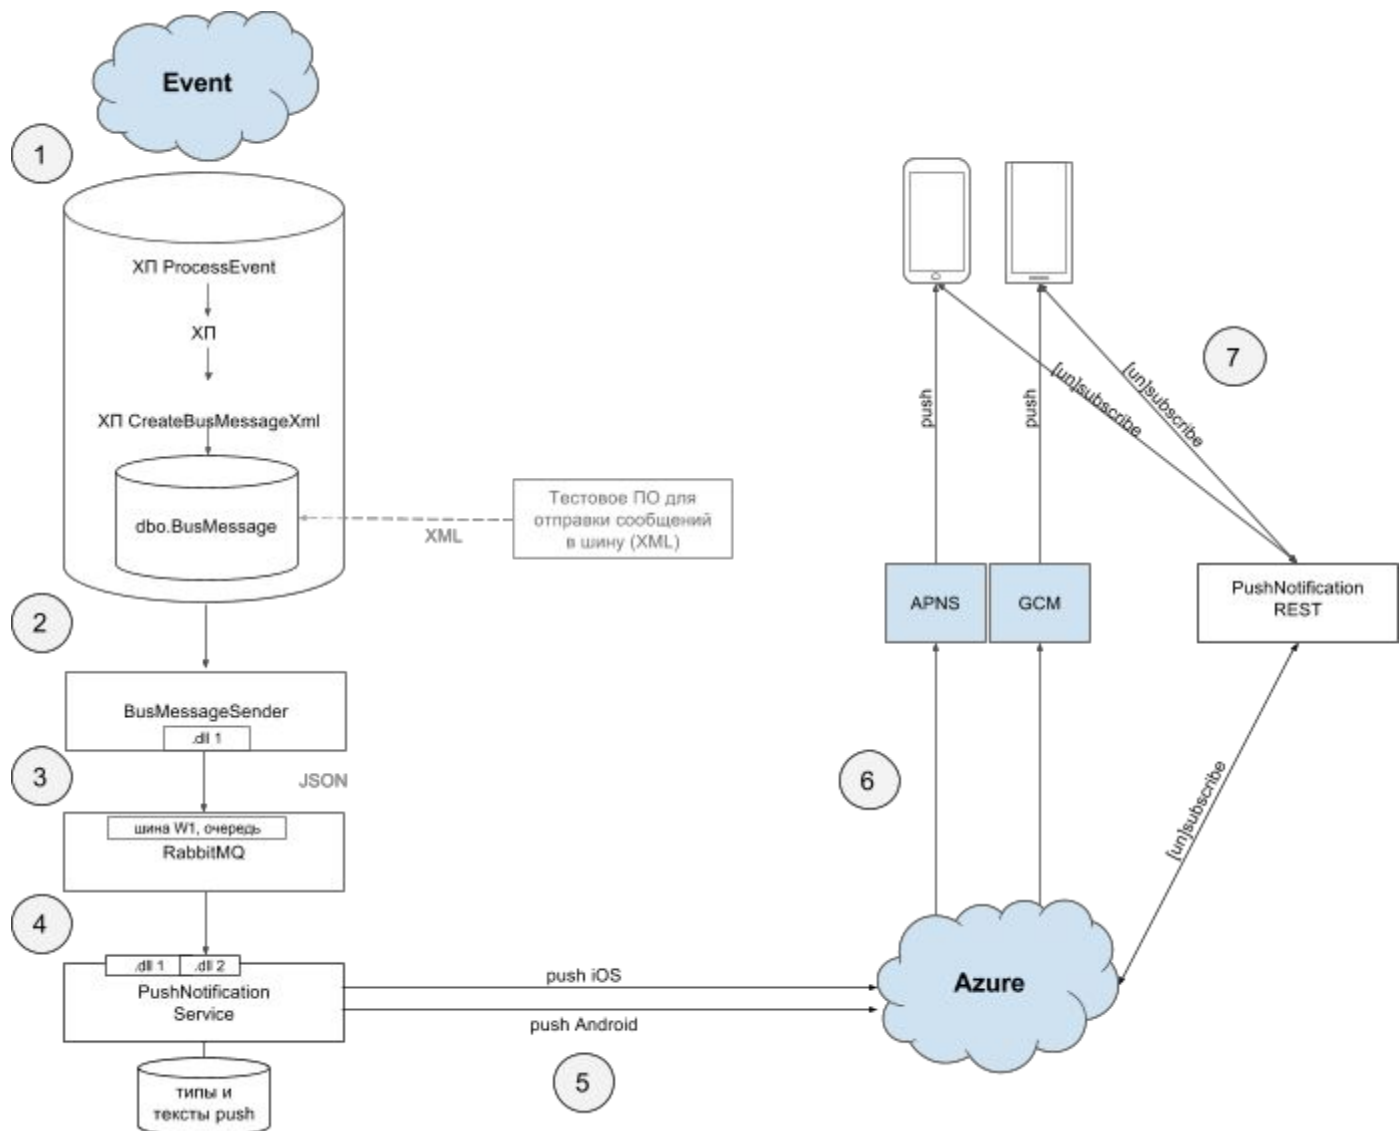 Event
1
ХП ProcessEvent
ХП
ХП CreateBusMessageXml
dbo.BusMessage
XML
Тестовое ПО для
отправки сообщений
в шину (XML)
2
BusMessageSender
.dll 1
3
JSON
шина W1, очередь
RabbitMQ
4
.dll 1
.dll 2
PushNotification
Service
типы и
тексты push
push iOS
push Android
5
Azure
6
APNS
GCM
push
push
[un]subscribe
[un]subscribe
7
PushNotification
REST
[un]subscribe